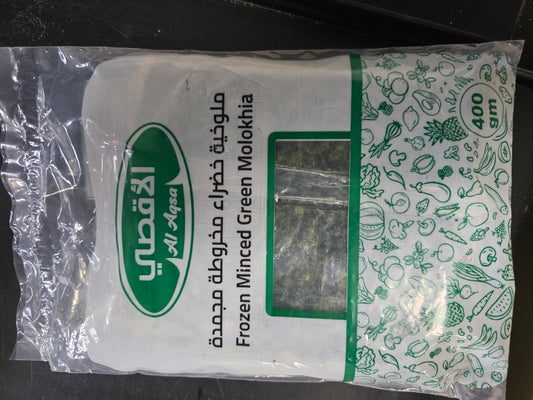 الأقصى
Al Aqsa
ملوخية خضراء مخروطة مجمدة
Frozen Minced Green Molokhia
400
gm